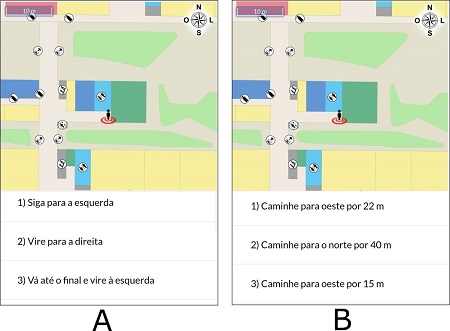 10 m
N
O L
S
1) Siga para a esquerda
2) Vire para a direita
3) Vá até o final e vire à esquerda
A
10 m
N
O L
S
1) Caminhe para oeste por 22 m
2) Caminhe para o norte por 40 m
3) Caminhe para oeste por 15 m
B